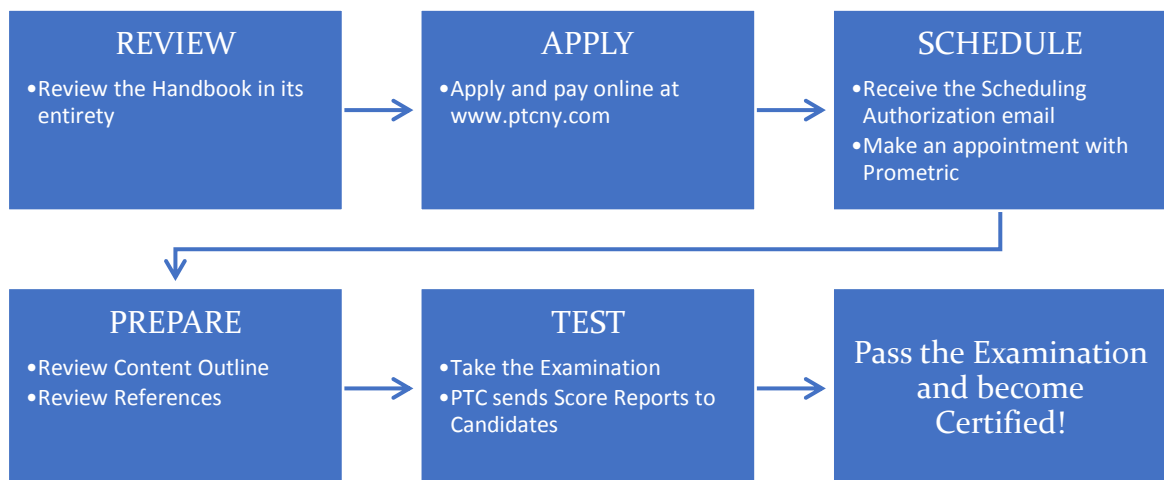 REVIEW
•Review the Handbook in its
entirety
APPLY
•Apply and pay online at
www.ptcny.com
SCHEDULE
•Receive the Scheduling
Authorization email
•Make an appointment with
Prometric
PREPARE
•Review Content Outline
•Review References
TEST
•Take the Examination
•PTC sends Score Reports to
Candidates
Pass the Examination
and become
Certified!